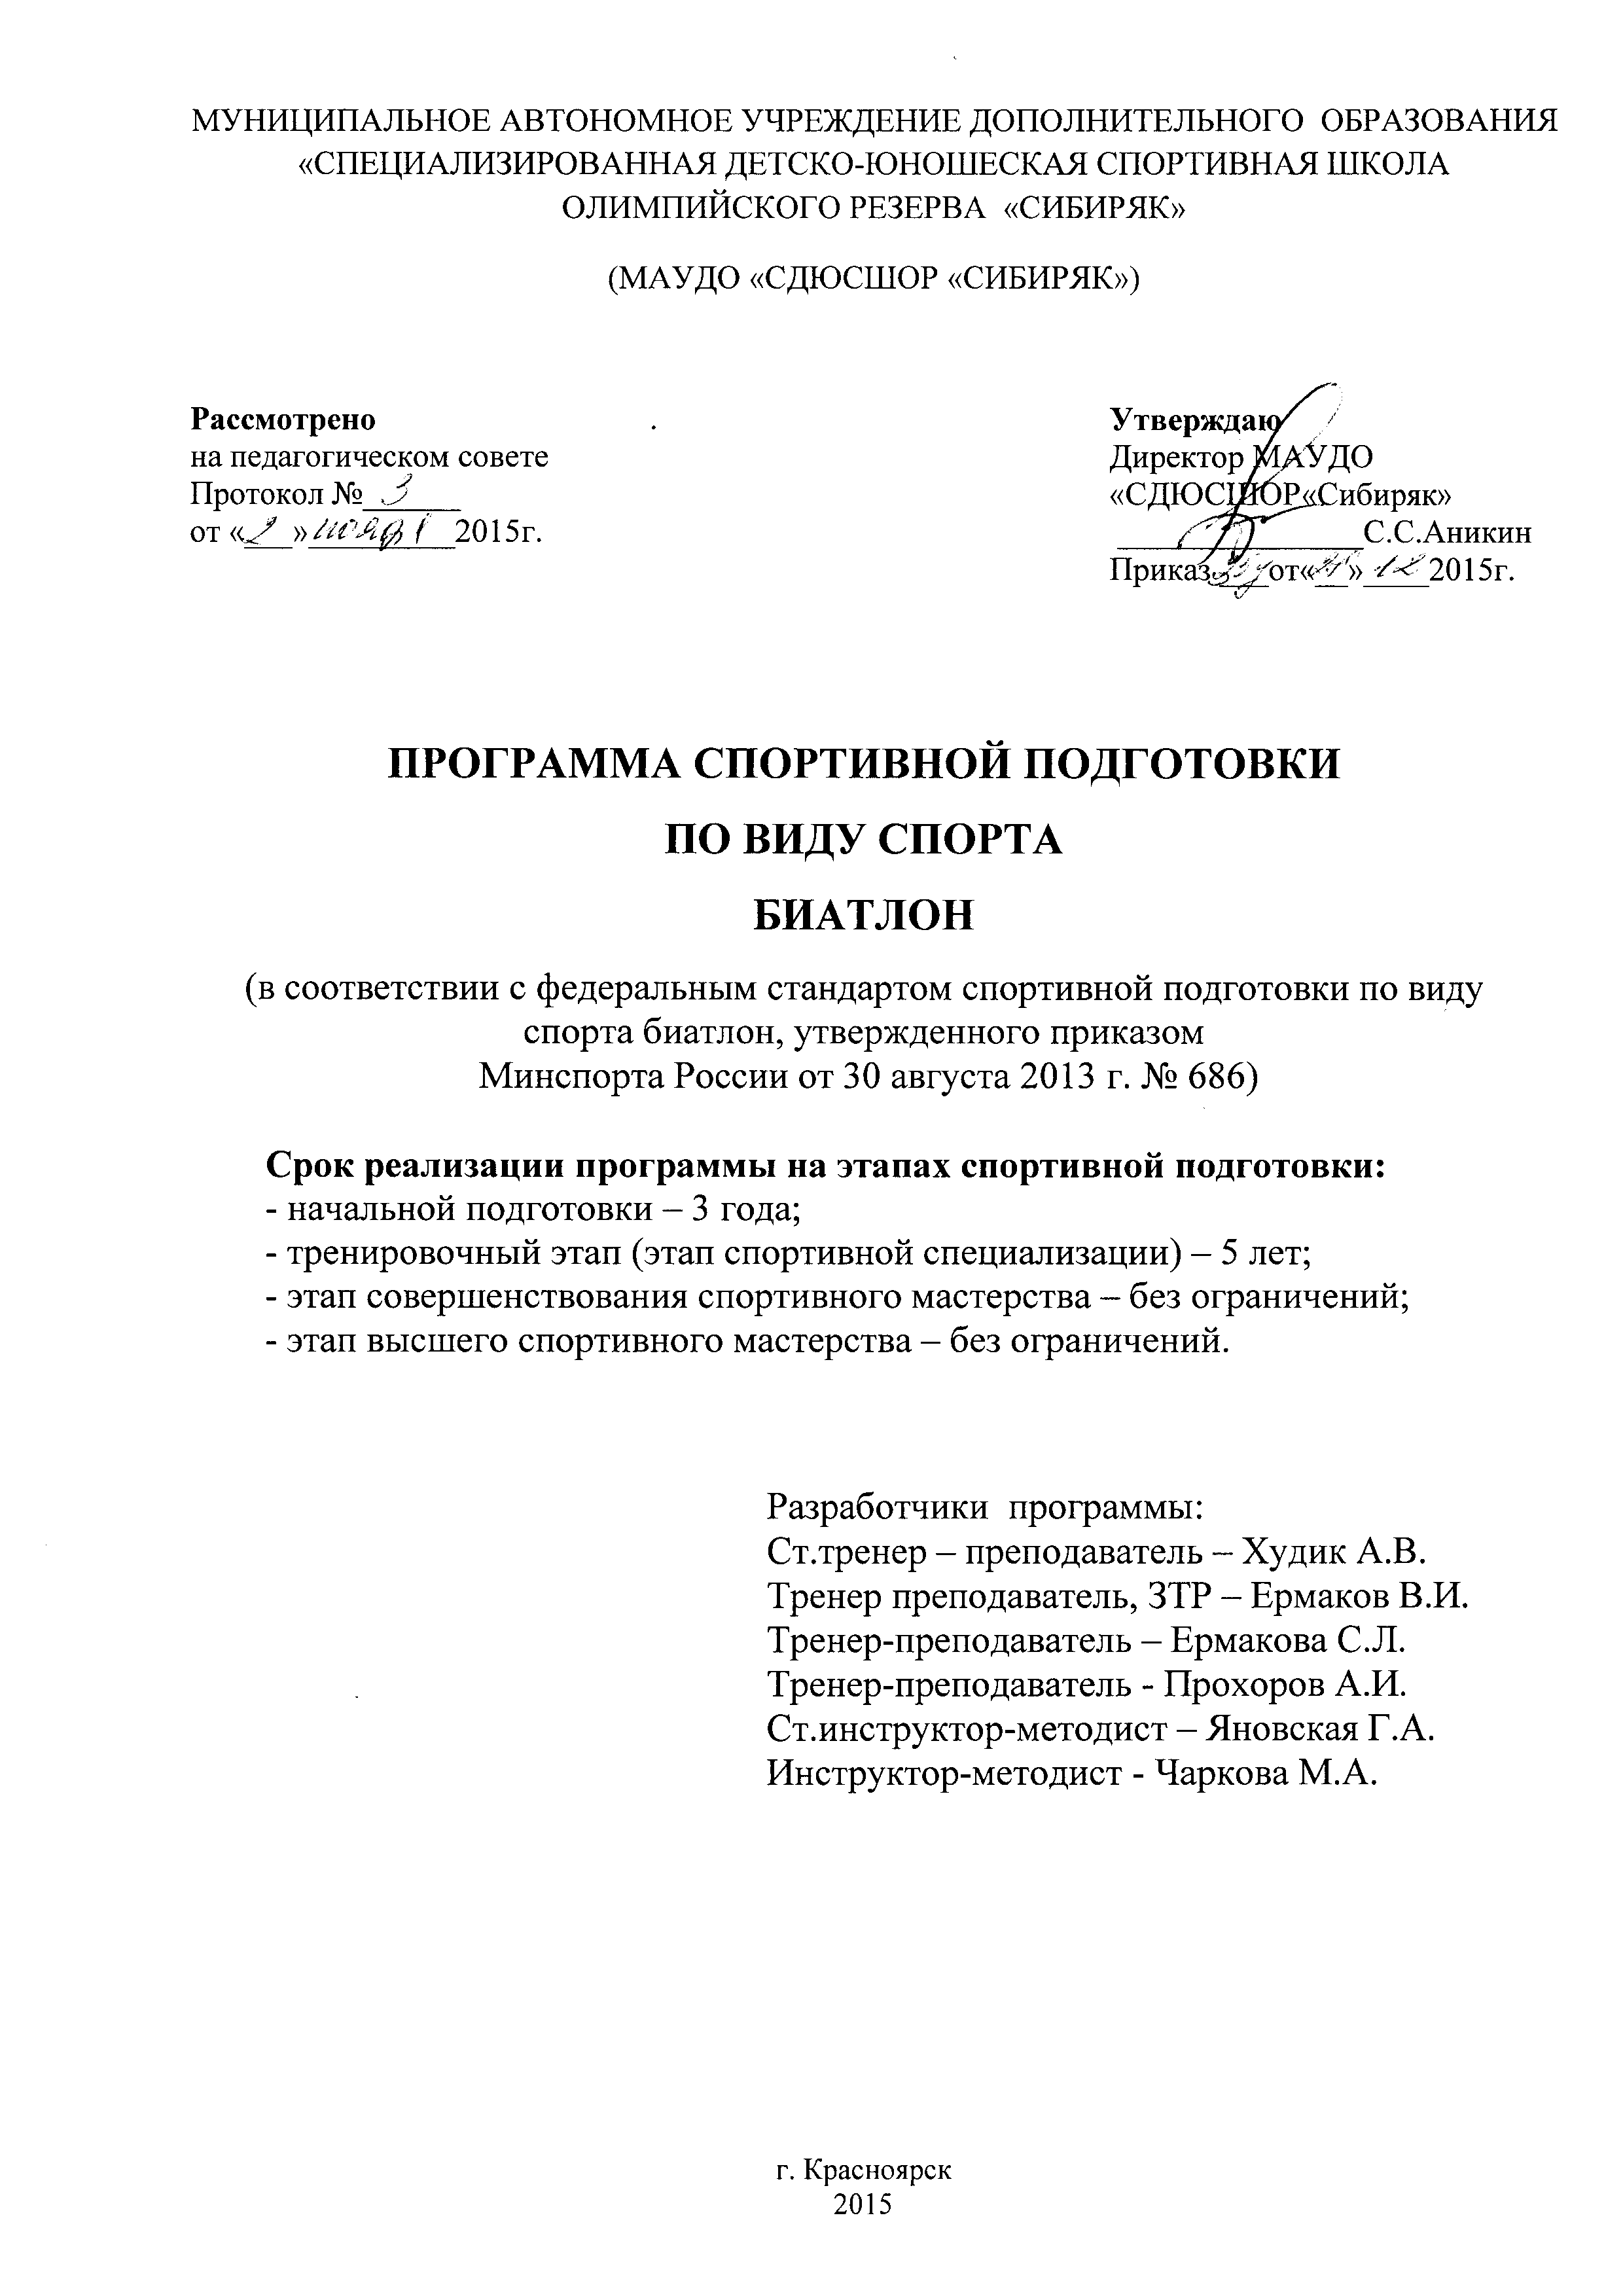 МУНИЦИПАЛЬНОЕ АВТОНОМНОЕ УЧРЕЖДЕНИЕ ДОПОЛНИТЕЛЬНОГО ОБРАЗОВАНИЯ
«СПЕЦИАЛИЗИРОВАННАЯ ДЕТСКО-ЮНОШЕСКАЯ СПОРТИВНАЯ ШКОЛА
ОЛИМПИЙСКОГО РЕЗЕРВА «СИБИРЯК»
(МАУДО «СДЮСШОР «СИБИРЯК»)
Рассмотрено
на педагогическом совете
Протокол № 3
от «2» ноября 2015г.
Утверждаю
Директор МАУДО
«СДЮСШОР«Сибиряк»
С.С.Аникин
Приказ от« » 12 2015г.
ПРОГРАММА СПОРТИВНОЙ ПОДГОТОВКИ
ПО ВИДУ СПОРТА
БИАТЛОН
(в соответствии с федеральным стандартом спортивной подготовки по виду
спорта биатлон, утвержденного приказом
Минспорта России от 30 августа 2013 г. № 686)
Срок реализации программы на этапах спортивной подготовки:
- начальной подготовки – 3 года;
- тренировочный этап (этап спортивной специализации) – 5 лет;
- этап совершенствования спортивного мастерства – без ограничений;
- этап высшего спортивного мастерства – без ограничений.
Разработчики программы:
Ст.тренер – преподаватель – Худик А.В.
Тренер преподаватель, ЗТР – Ермаков В.И.
Тренер-преподаватель – Ермакова С.Л.
Тренер-преподаватель - Прохоров А.И.
Ст.инструктор-методист – Яновская Г.А.
Инструктор-методист - Чаркова М.А.
г. Красноярск
2015